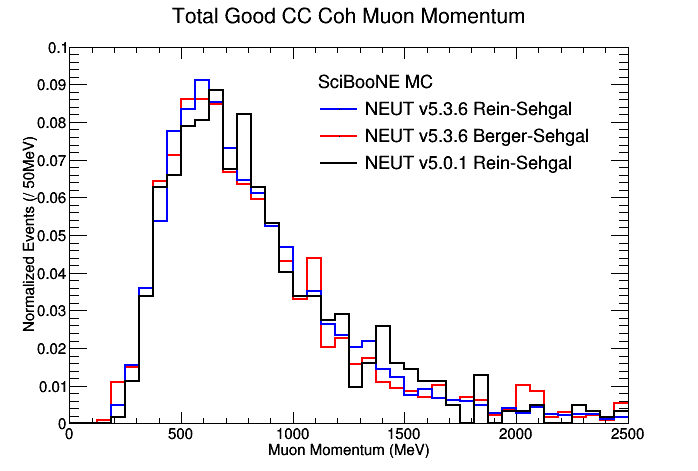 Total Good CC Coh Muon Momentum
SciBooNE MC
NEUT v5.3.6 Rein-Sehgal
NEUT v5.3.6 Berger-Sehgal
NEUT v5.0.1 Rein-Sehgal
Normalized Events (/ 50MeV)
0.1
0.09
0.08
0.07
0.06
0.05
0.04
0.03
0.02
0.01
0
0 500 1000 1500 2000 2500
Muon Momentum (MeV)